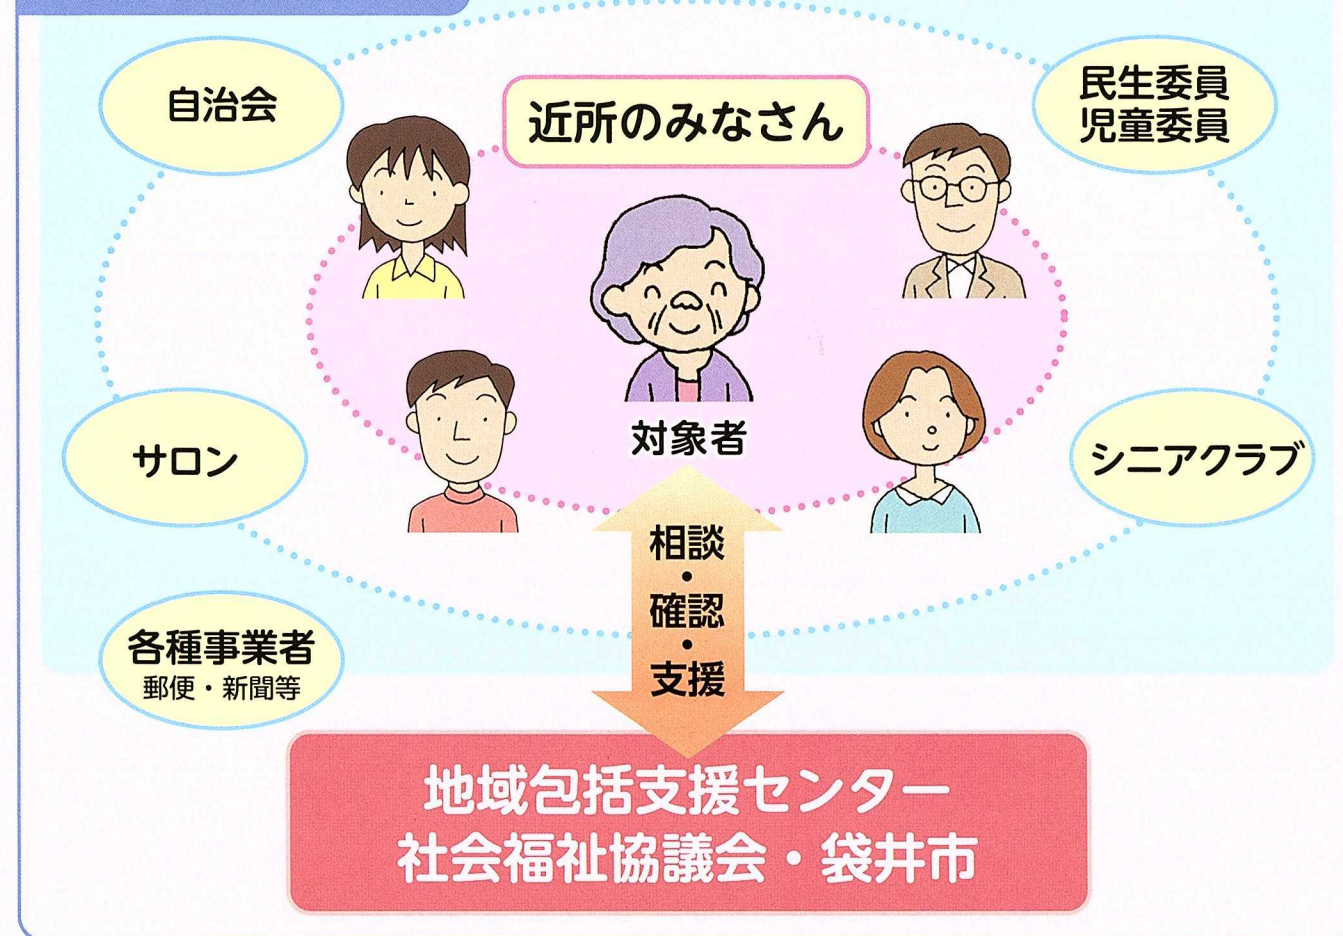 自治会
近所のみなさん
民生委員
児童委員
対象者
サロン
シニアクラブ
相談
・
確認
・
支援
各種事業者
郵便・新聞等
地域包括支援センター
社会福祉協議会・袋井市